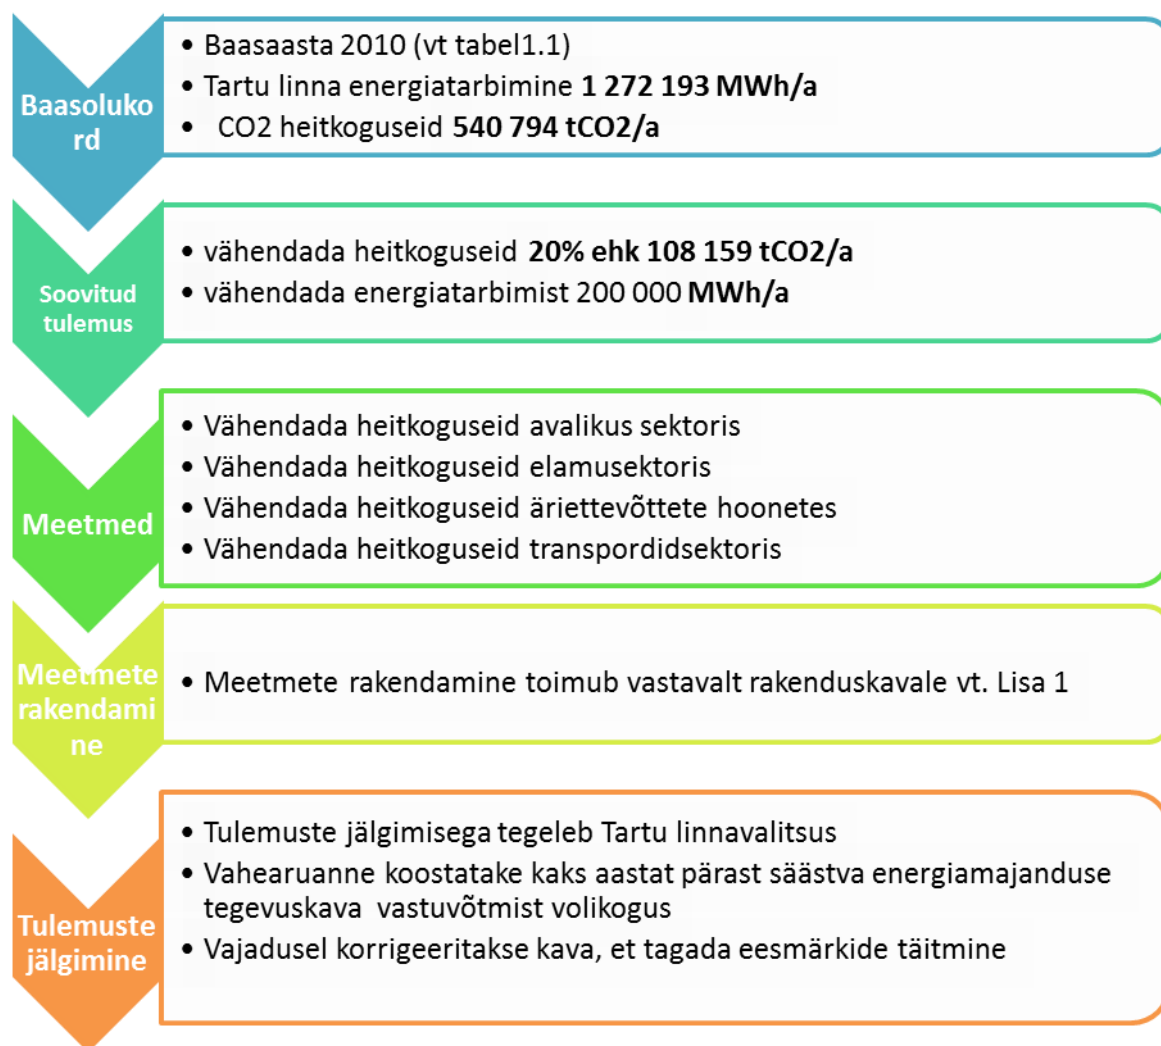 Baasoluko
rd
• Baasaasta 2010 (vt tabel1.1)
• Tartu linna energiatarbimine 1 272 193 MWh/a
• CO2 heitkoguseid 540 794 tCO2/a
Soovitud
tulemus
• vähendada heitkoguseid 20% ehk 108 159 tCO2/a
• vähendada energiatarbimist 200 000 MWh/a
Meetmed
• Vähendada heitkoguseid avalikus sektoris
• Vähendada heitkoguseid elamusektoris
• Vähendada heitkoguseid äriettevõttete hoonetes
• Vähendada heitkoguseid transpordidsektoris
Meetmete
rakendami
ne
• Meetmete rakendamine toimub vastavalt rakenduskavale vt. Lisa 1
Tulemuste
jälgimine
• Tulemuste jälgimisega tegeleb Tartu linnavalitsus
• Vahearuanne koostatake kaks aastat pärast säästva energiamajanduse
tegevuskava vastuvõtmist volikogus
• Vajadusel korrigeeritakse kava, et tagada eesmärkide täitmine